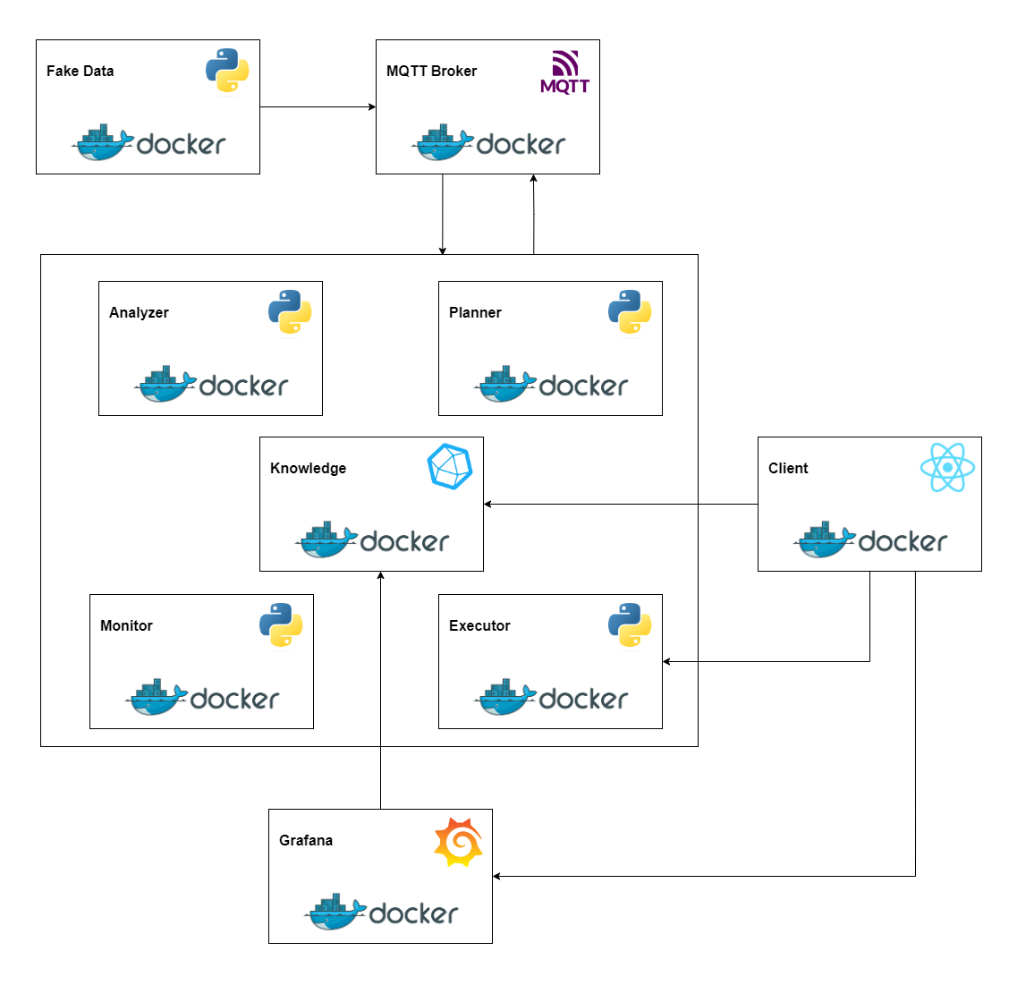 Fake Data
docker
MQTT Broker
MQTT
docker
Analyzer
docker
Planner
docker
Knowledge
docker
Client
docker
Monitor
docker
Executor
docker
Grafana
docker